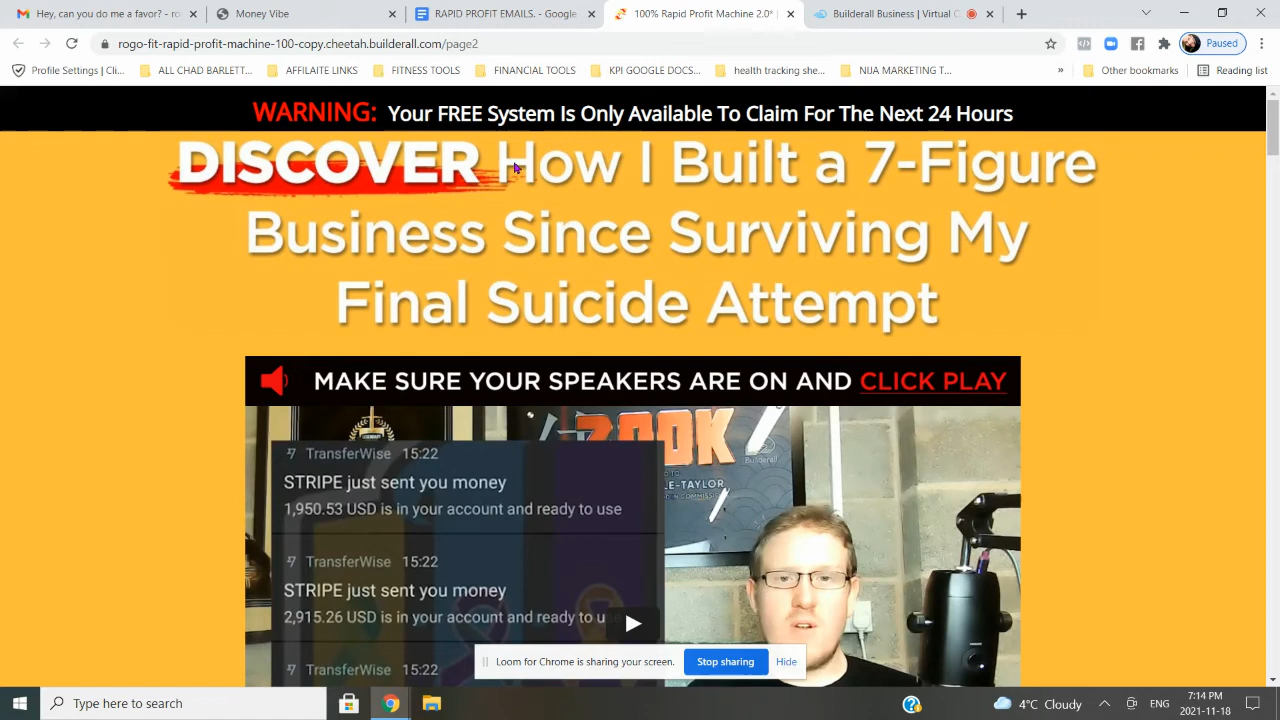 Hey, can you do me a favor? - ro
Money Vibe
RAPID PROFIT EMAILS. - Google
100% Rapid Profit Machine 2.0*
Builderall Business | Virtual C
rogo-fit-rapid-profit-machine-100-copy.cheetah.builderall.com/page2
Paused
Profile Settings | Cli...
ALL CHAD BARLETT...
AFFILAITE LINKS
FITNESS TOOLS
FINANCIAL TOOLS
KPI GOOGLE DOCS...
health tracking she...
NIJA MARKETING T...
»
Other bookmarks
Reading list
WARNING: Your FREE System Is Only Available To Claim For The Next 24 Hours
DISCOVER How I Built a 7-Figure
Business Since Surviving My
Final Suicide Attempt
MAKE SURE YOUR SPEAKERS ARE ON AND CLICK PLAY
TransferWise 15:22
STRIPE just sent you money
1,950.53 USD is in your account and ready to use
TransferWise 15:22
STRIPE just sent you money
2,915.26 USD is in your account and ready to u
TransferWise 15:22
LE-TAYLOR
Builderall
Loom for Chrome is sharing your screen.
Stop sharing
Hide
Type here to search
4°C Cloudy
ENG
7:14 PM
2021-11-18